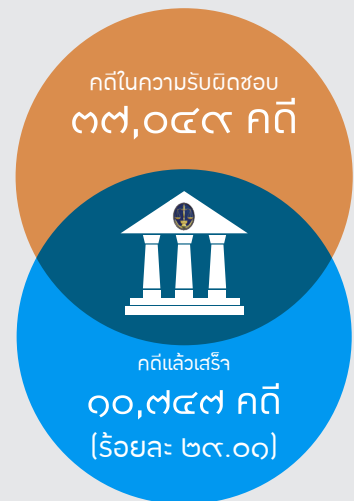 คดีในความรับผิดชอบ
๓๗,๐๔๙ คดี
คดีแล้วเสร็จ
๑๐,๗๔๗ คดี
(ร้อยละ ๒๙.๐๑)